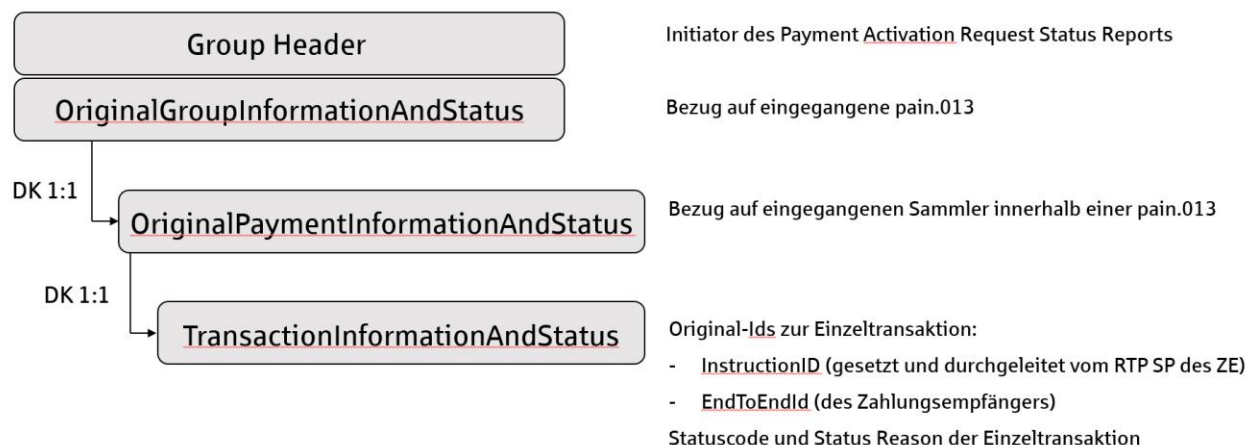 Group Header
Initiator des Payment Activation Request Status Reports
OriginalGroupInformationAndStatus
Bezug auf eingegangene pain.013
DK 1:1
OriginalPaymentInformationAndStatus
Bezug auf eingegangenen Sammler innerhalb einer pain.013
DK 1:1
TransactionInformationAndStatus
Original-Ids zur Einzeltransaktion:
- InstructionID (gesetzt und durchgeleitet vom RTP SP des ZE)
- EndToEndId (des Zahlungsempfängers)
Statuscode und Status Reason der Einzeltransaktion